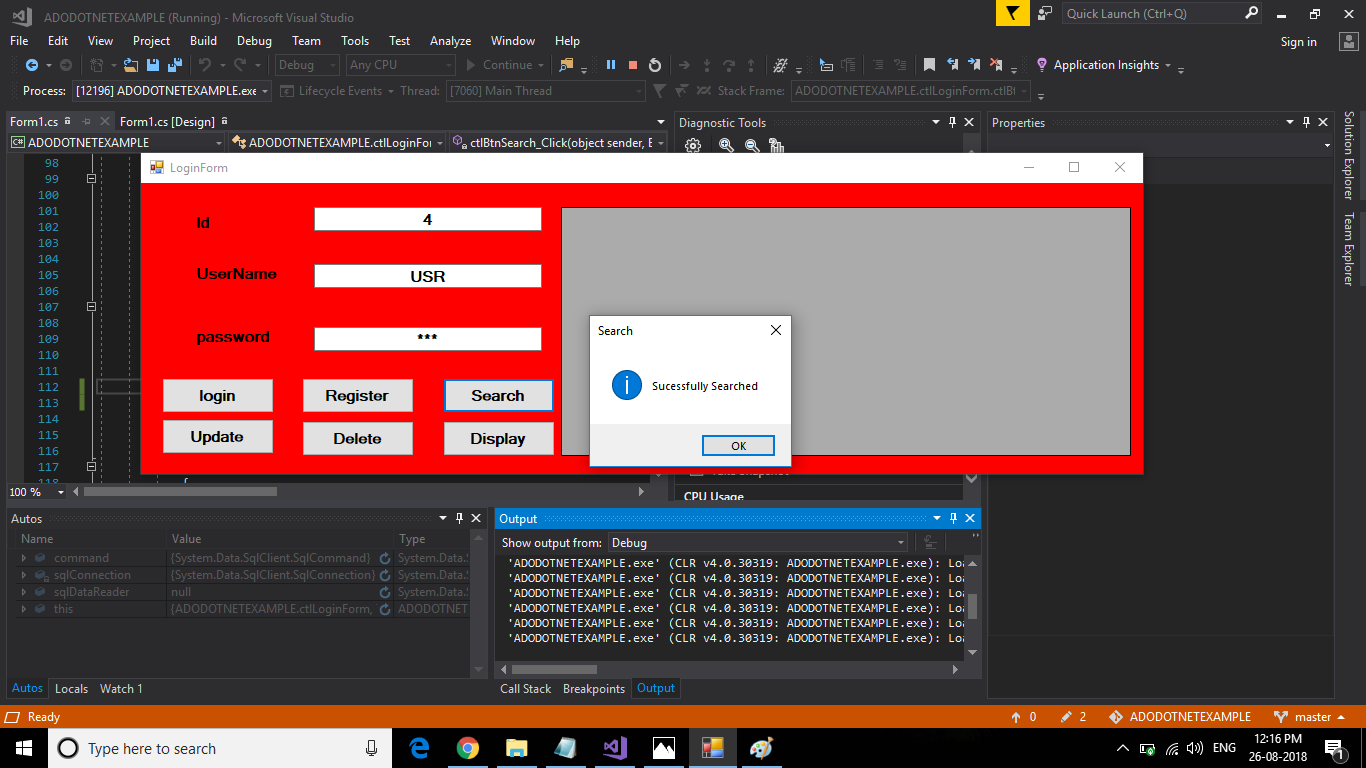 ADODOTNETEXAMPLE (Running) - Microsoft Visual Studio
Quick Launch (Ctrl+Q)
File Edit View Project Build Debug Team Tools Test Analyze Window Help
Sign in
Debug Any CPU Continue Application Insights
Process: [12196] ADODOTNETEXAMPLE.exe Lifecycle Events Thread: [7060] Main Thread Stack Frame: ADODOTNETEXAMPLE.ctlLoginForm.ctlBt
Form1.cs Form1.cs [Design]
Diagnostic Tools
Properties
Solution Explorer
Team Explorer
C# ADODOTNETEXAMPLE ADODOTNETEXAMPLE.ctlLoginFor ctlBtnSearch_Click(object sender, E
98
99
100
101
102
103
104
105
106
107
108
109
110
111
112
113
114
115
116
117
118
{
LoginForm
Id 4
UserName USR
password ***
login Register Search
Update Delete Display
Search
Sucessfully Searched
OK
CPU Usage
100 %
Autos
Name Value Type
command {System.Data.SqlClient.SqlCommand} System.Data.
sqlConnection {System.Data.SqlClient.SqlConnection} System.Data.
sqlDataReader null System.Data.
this {ADODOTNETEXAMPLE.ctlLoginForm, ADODOTNET
Autos Locals Watch 1
Output
Show output from: Debug
'ADODOTNETEXAMPLE.exe' (CLR v4.0.30319: ADODOTNETEXAMPLE.exe): Loa
'ADODOTNETEXAMPLE.exe' (CLR v4.0.30319: ADODOTNETEXAMPLE.exe): Loa
'ADODOTNETEXAMPLE.exe' (CLR v4.0.30319: ADODOTNETEXAMPLE.exe): Loa
'ADODOTNETEXAMPLE.exe' (CLR v4.0.30319: ADODOTNETEXAMPLE.exe): Loa
'ADODOTNETEXAMPLE.exe' (CLR v4.0.30319: ADODOTNETEXAMPLE.exe): Loa
'ADODOTNETEXAMPLE.exe' (CLR v4.0.30319: ADODOTNETEXAMPLE.exe): Loa
Call Stack Breakpoints Output
Ready
0 2 ADODOTNETEXAMPLE master
Type here to search
ENG
12:16 PM
26-08-2018
1